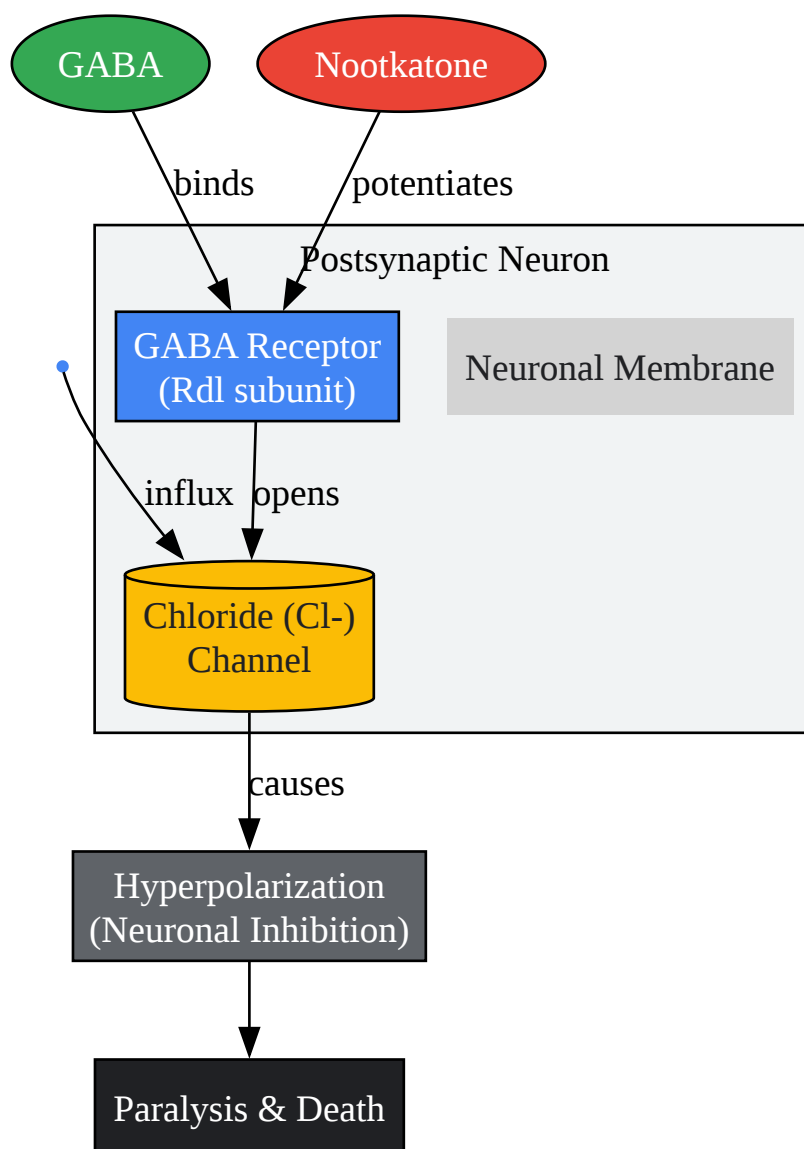 GABA
Nootkatone
binds
potentiates
Postsynaptic Neuron
GABA Receptor
(Rdl subunit)
Neuronal Membrane
influx
opens
Chloride (Cl-)
Channel
causes
Hyperpolarization
(Neuronal Inhibition)
Paralysis & Death